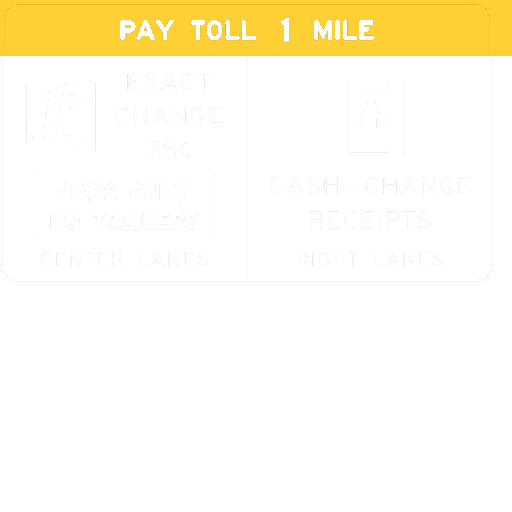 PAY TOLL 1 MILE
EXACT
CHANGE
75¢
CARS ONLY
NO TRAILERS
CENTER LANES
CASH - CHANGE
RECEIPTS
RIGHT LANES